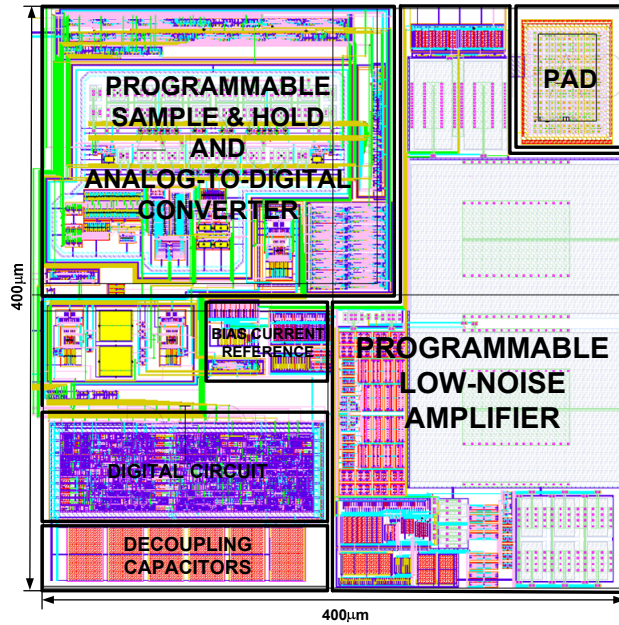 PROGRAMMABLE
SAMPLE & HOLD
AND
ANALOG-TO-DIGITAL
CONVERTER
PAD
400μm
BIAS CURRENT
REFERENCE
PROGRAMMABLE
LOW-NOISE
AMPLIFIER
DIGITAL CIRCUIT
DECOUPLING
CAPACITORS
400μm